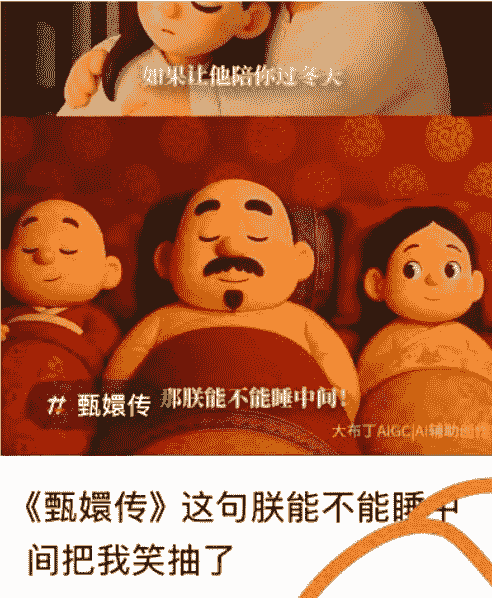 如果让他陪你过冬天
那朕能不能睡中间！
# 甄嬛传
大布丁AIGC|AI辅助创作
《甄嬛传》这句朕能不能睡中
间把我笑抽了